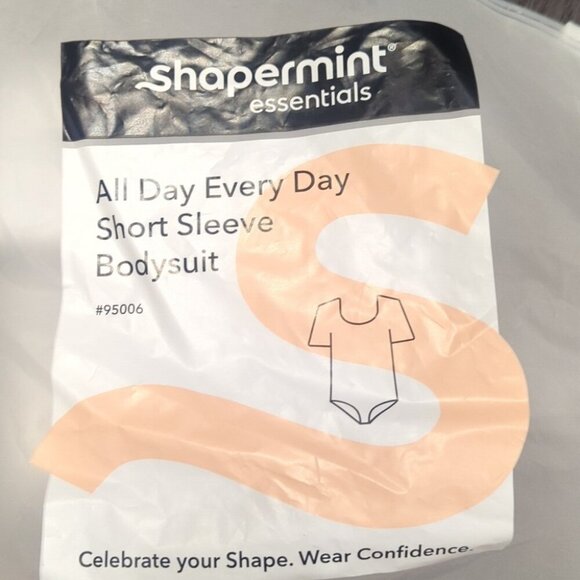 shapermint®
essentials
All Day Every Day
Short Sleeve
Bodysuit
#95006
Celebrate your Shape. Wear Confidence.